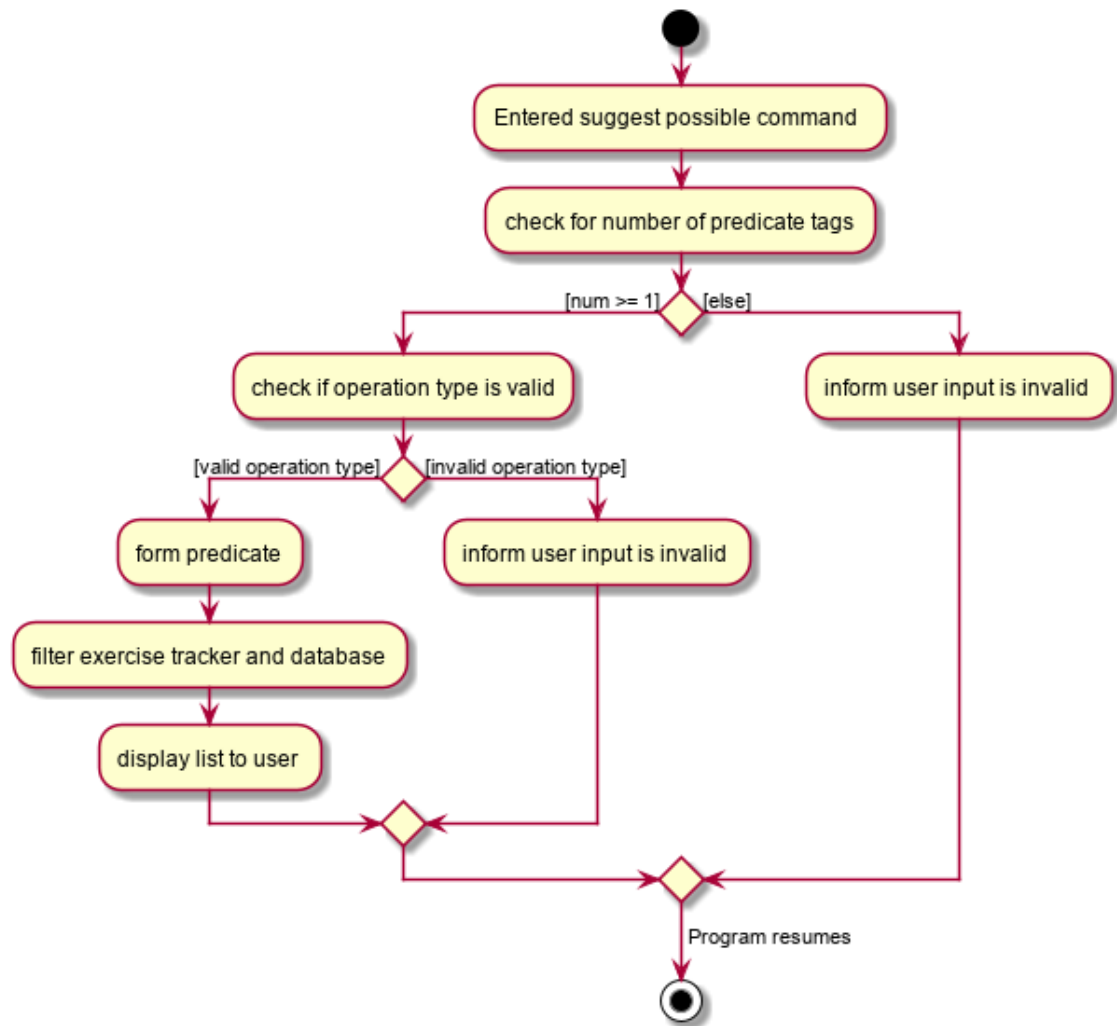 Entered suggest possible command
check for number of predicate tags
[num >= 1]
[else]
check if operation type is valid
inform user input is invalid
[valid operation type]
[invalid operation type]
form predicate
inform user input is invalid
filter exercise tracker and database
display list to user
Program resumes